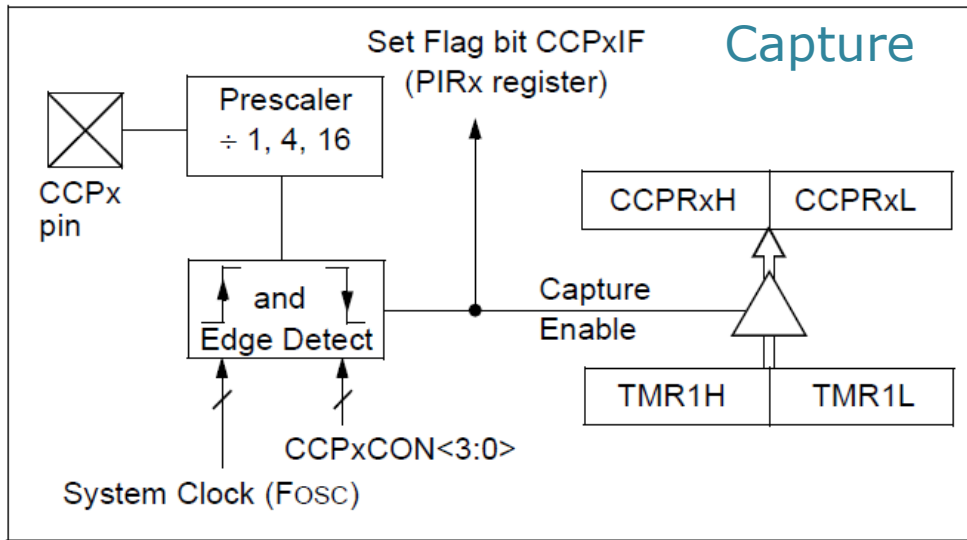 Capture
Set Flag bit CCPxIF
(PIRx register)
Prescaler
÷ 1, 4, 16
CCPx
pin
CCPRxH
CCPRxL
and
Edge Detect
Capture
Enable
TMR1H
TMR1L
CCPxCON<3:0>
System Clock (FOSC)